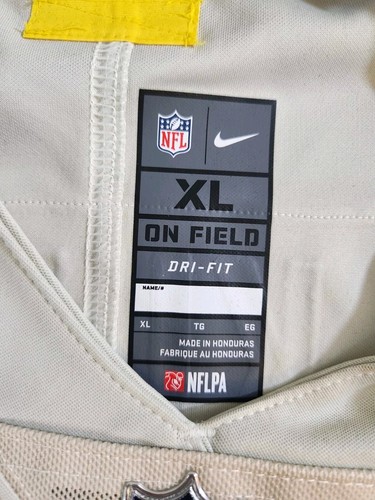 NFL
XL
ON FIELD
DRI-FIT
NAME/#
XL TG EG
MADE IN HONDURAS
FABRIQUE AU HONDURAS
NFLPA